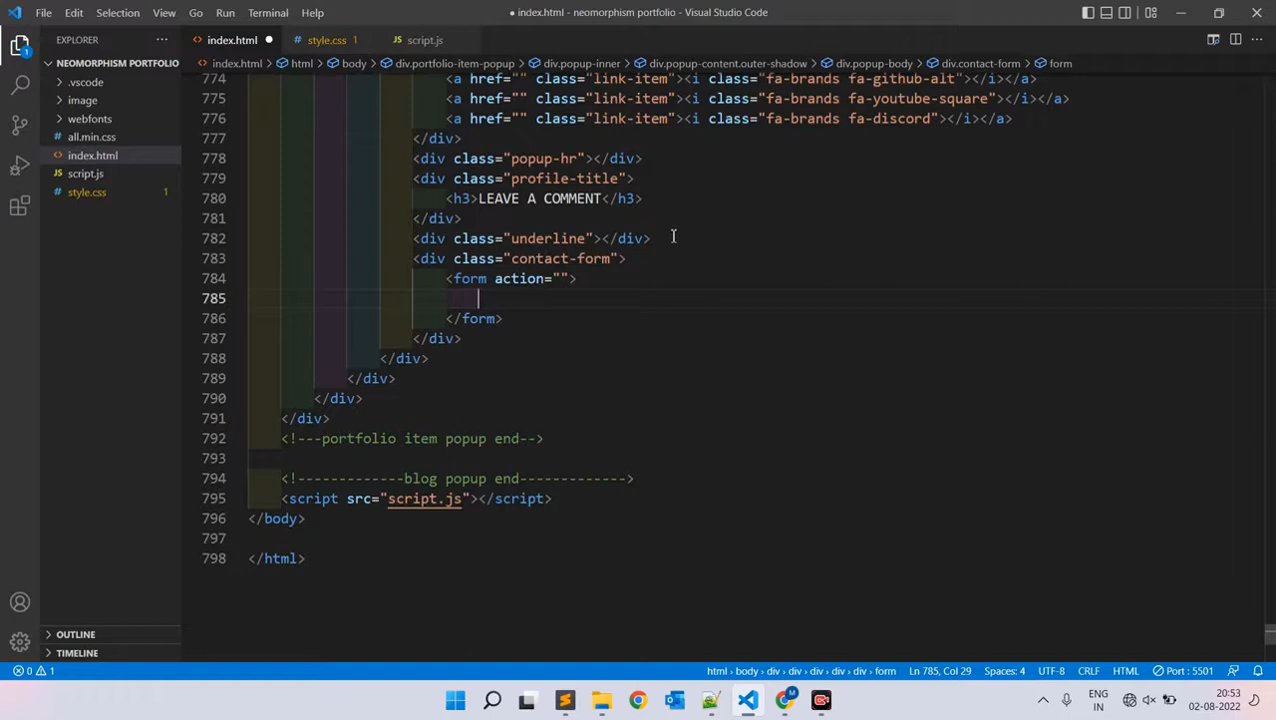 File Edit Selection View Go Run Terminal Help
● index.html - neomorphism portfolio - Visual Studio Code
EXPLORER
index.html
style.css 1
script.js
NEOMORPHISM PORTFOLIO
index.html > html > body > div.portfolio-item-popup > div.popup-inner > div.popup-content.outer-shadow > div.popup-body > div.contact-form > form
.vscode
image
webfonts
all.min.css
index.html
script.js
style.css 1
774 <a href="" class="link-item"><i class="fa-brands fa-github-alt"></i></a>
775 <a href="" class="link-item"><i class="fa-brands fa-youtube-square"></i></a>
776 <a href="" class="link-item"><i class="fa-brands fa-discord"></i></a>
777 </div>
778 <div class="popup-hr"></div>
779 <div class="profile-title">
780 <h3>LEAVE A COMMENT</h3>
781 </div>
782 <div class="underline"></div>
783 <div class="contact-form">
784 <form action="">
785
786 </form>
787 </div>
788 </div>
789 </div>
790 </div>
791 </div>
792 <!---portfolio item popup end-->
793
794 <!-------------blog popup end------------->
795 <script src="script.js"></script>
796 </body>
797
798 </html>
OUTLINE
TIMELINE
0 1
html > body > div > div > div > div > div > form
Ln 785, Col 29 Spaces: 4 UTF-8 CRLF HTML Port : 5501
1
M
ENG
IN
20:53
02-08-2022